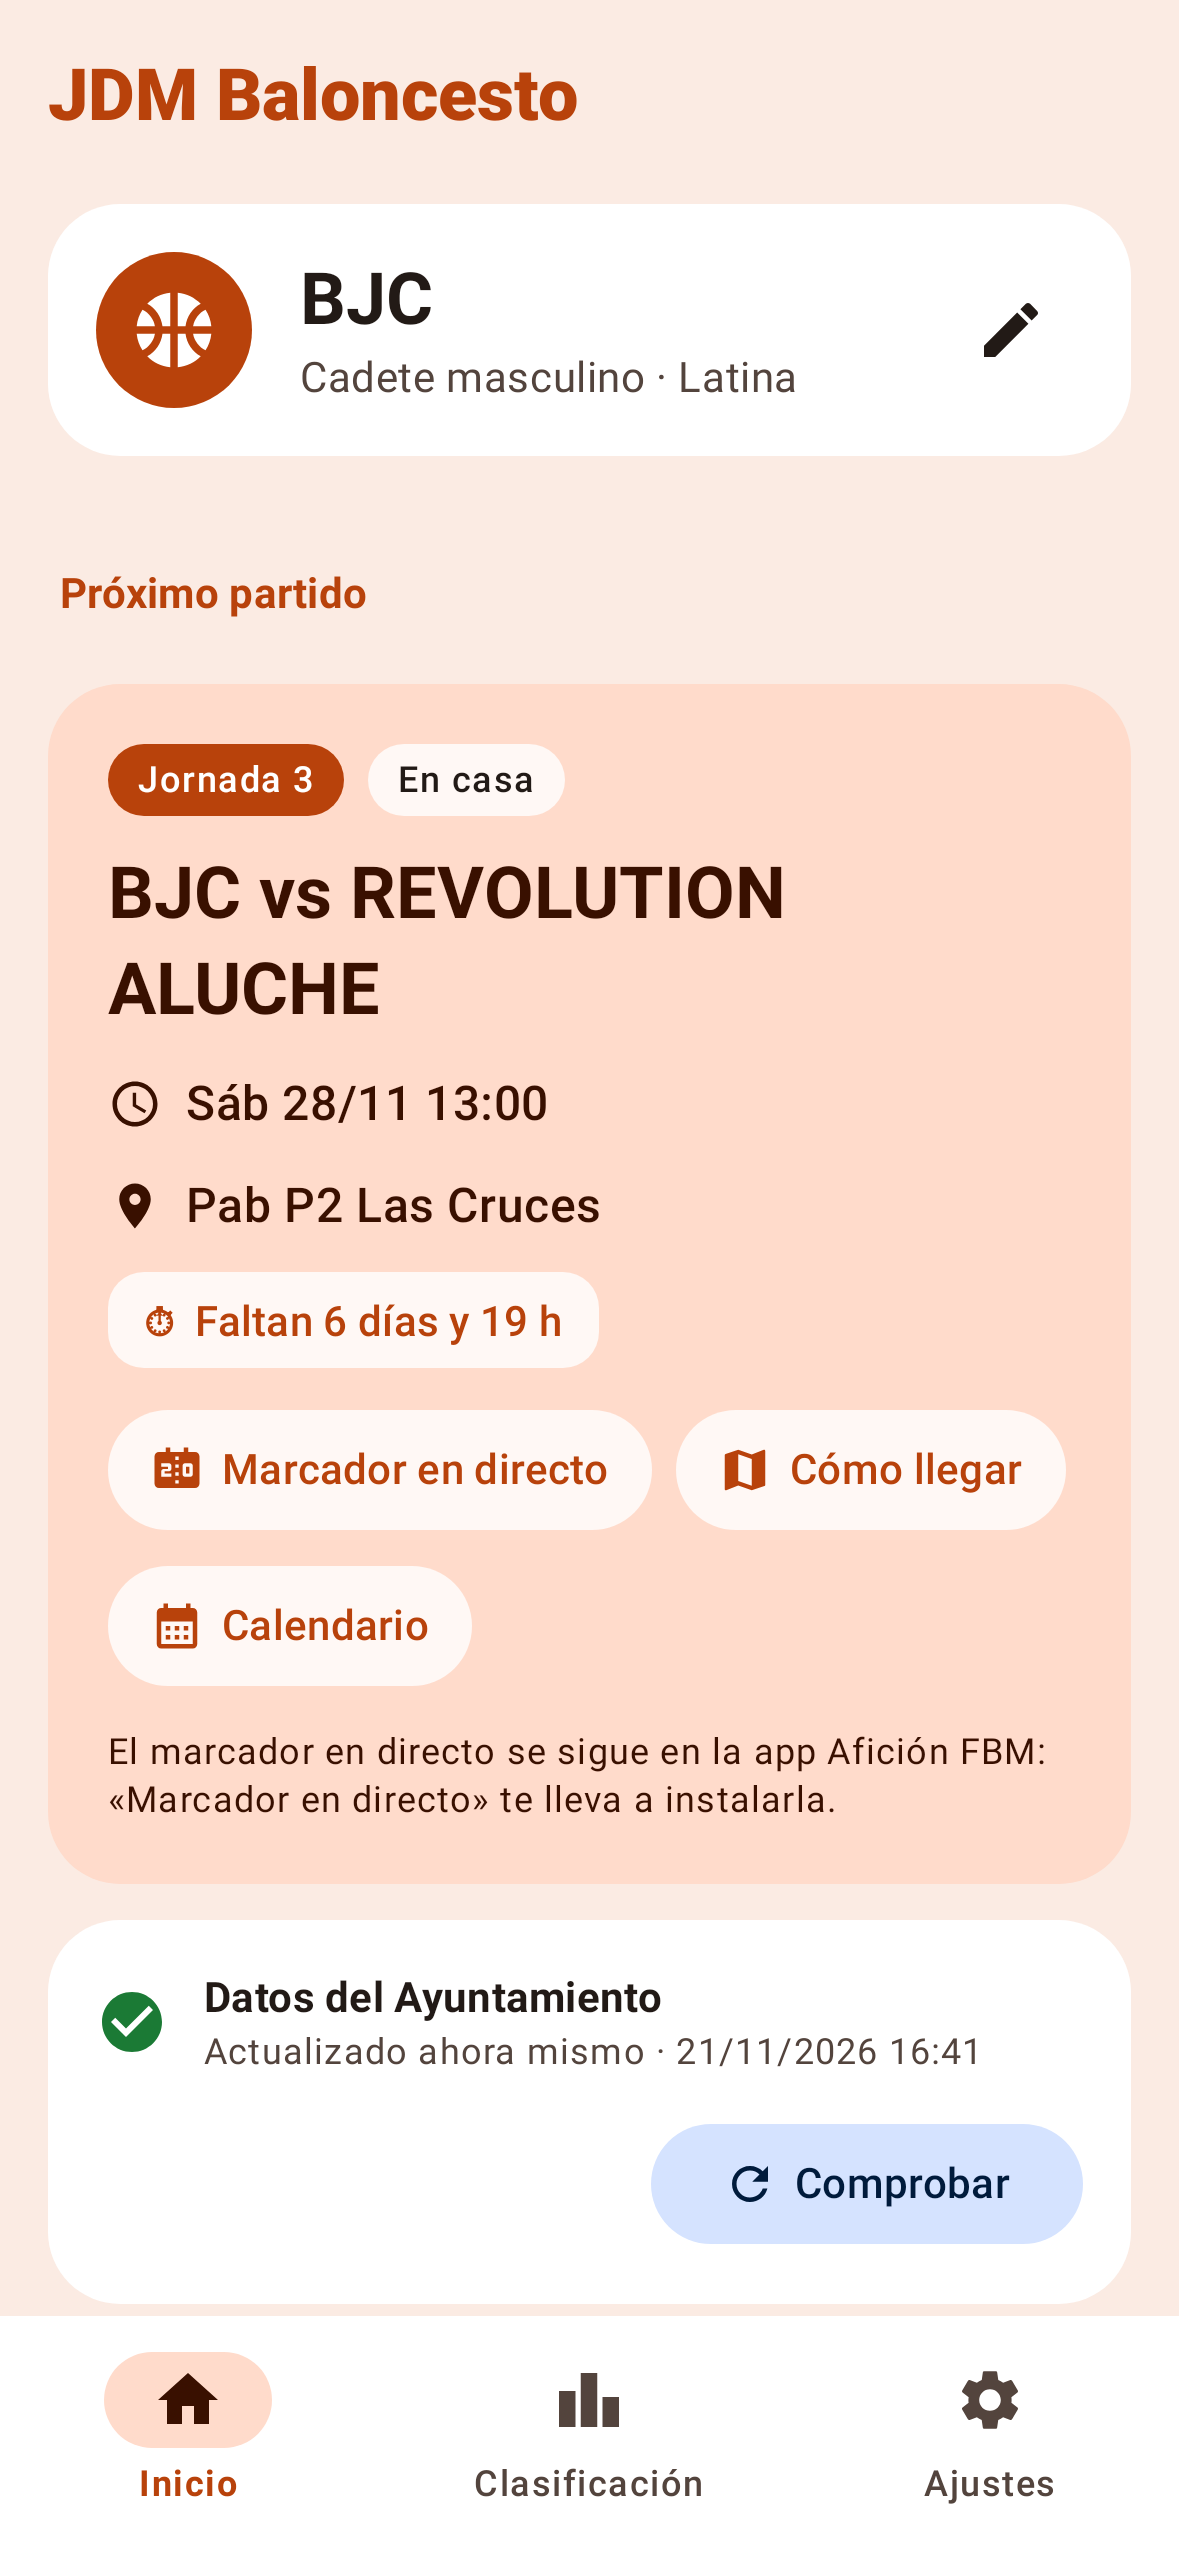 JDM Baloncesto
BJC
Cadete masculino · Latina
Próximo partido
Jornada 3
En casa
BJC vs REVOLUTION
ALUCHE
Sáb 28/11 13:00
Pab P2 Las Cruces
Faltan 6 días y 19 h
Marcador en directo
Cómo llegar
Calendario
El marcador en directo se sigue en la app Afición FBM:
«Marcador en directo» te lleva a instalarla.
Datos del Ayuntamiento
Actualizado ahora mismo · 21/11/2026 16:41
Comprobar
Inicio
Clasificación
Ajustes